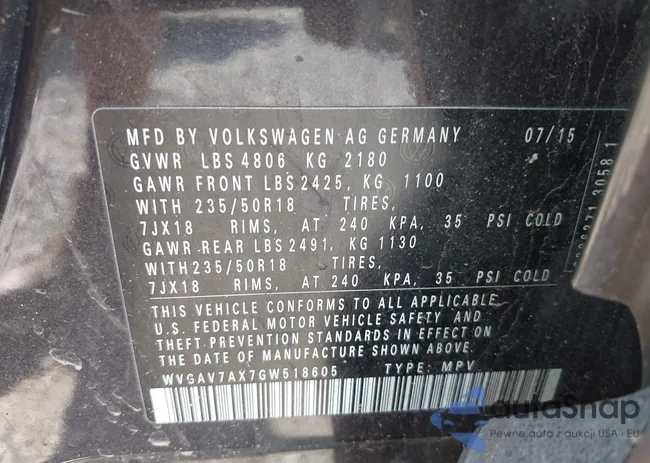 MFD BY VOLKSWAGEN AG GERMANY 07/15
GVWR LBS 4806 KG 2180
GAWR FRONT LBS 2425, KG 1100
WITH 235/50R18 TIRES,
7JX18 RIMS, AT 240 KPA, 35 PSI COLD
GAWR REAR LBS 2491, KG 1130
WITH 235/50R18 TIRES,
7JX18 RIMS, AT 240 KPA, 35 PSI COLD
THIS VEHICLE CONFORMS TO ALL APPLICABLE
U.S. FEDERAL MOTOR VEHICLE SAFETY AND
THEFT PREVENTION STANDARDS IN EFFECT ON
THE DATE OF MANUFACTURE SHOWN ABOVE.
WVGAV7AX7GW518605 TYPE: MPV
autoSnap
Pewne auta z aukcji USA i EU